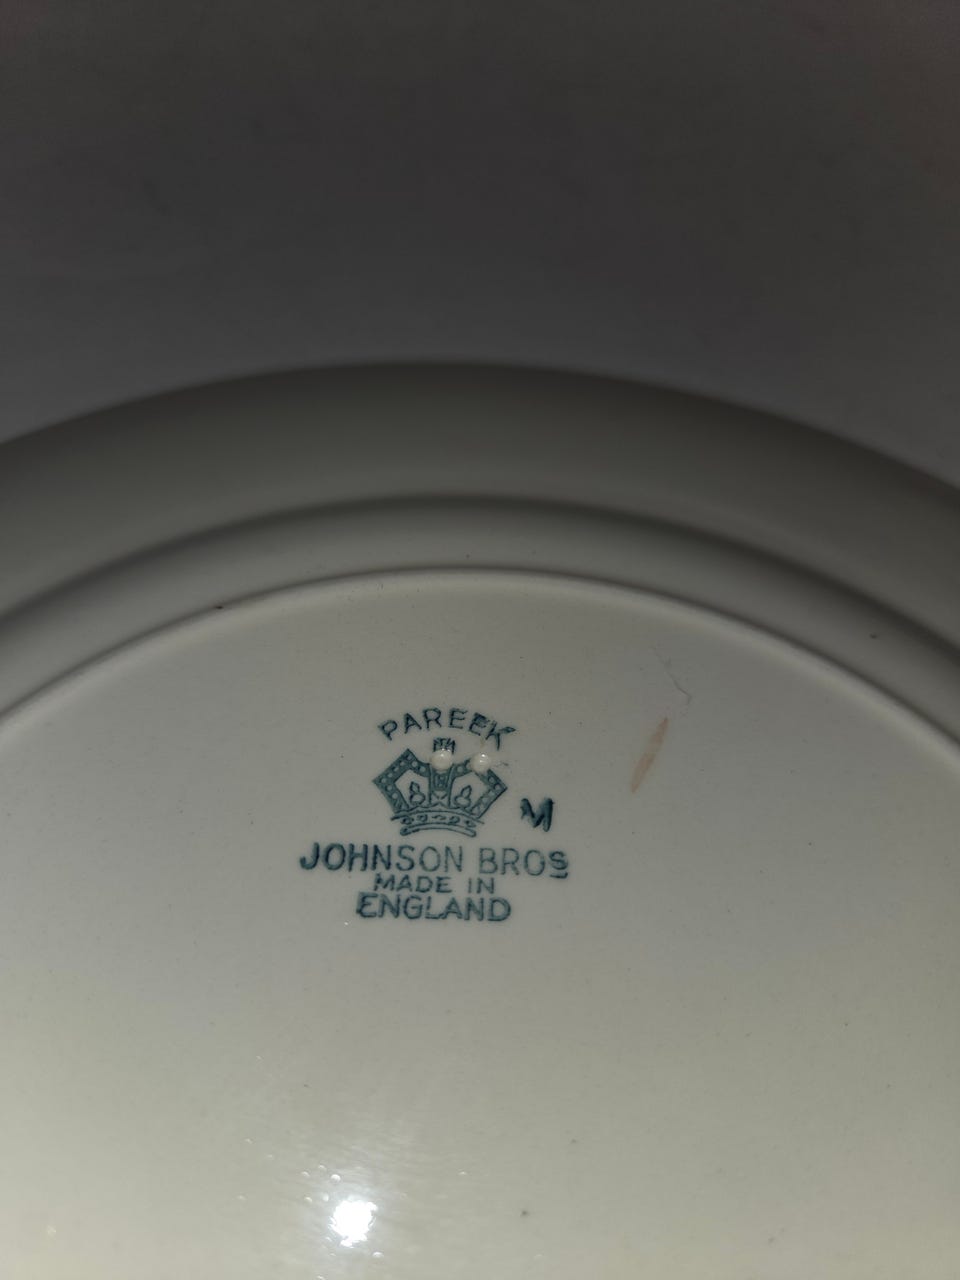 PAREEK
M
JOHNSON BROS
MADE IN
ENGLAND